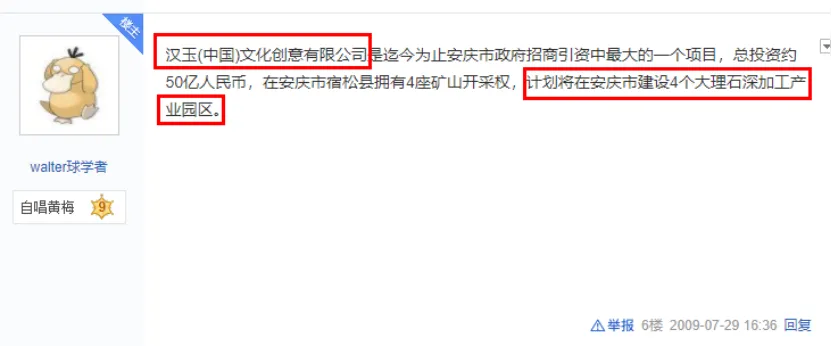 楼主
汉玉(中国)文化创意有限公司是迄今为止安庆市政府招商引资中最大的一个项目，总投资约
50亿人民币，在安庆市宿松县拥有4座矿山开采权，计划将在安庆市建设4个大理石深加工产
业园区。
walter球学者
自唱黄梅 9
举报 6楼 2009-07-29 16:36 回复